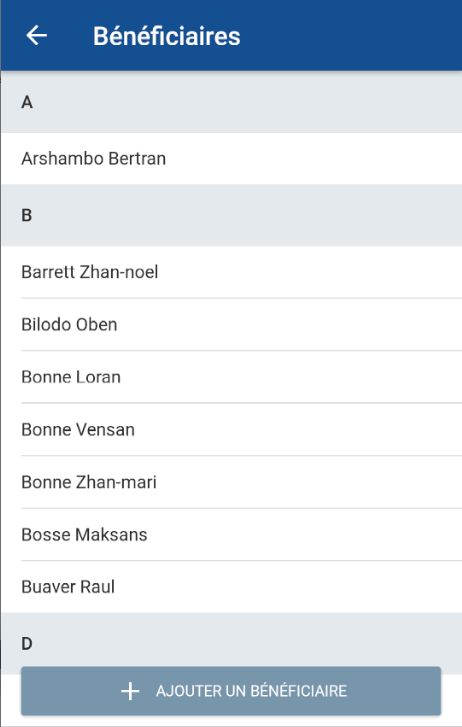 Bénéficiaires
A
Arshambo Bertran
B
Barrett Zhan-noel
Bilodo Oben
Bonne Loran
Bonne Vensan
Bonne Zhan-mari
Bosse Maksans
Buaver Raul
D
AJOUTER UN BÉNÉFICIAIRE